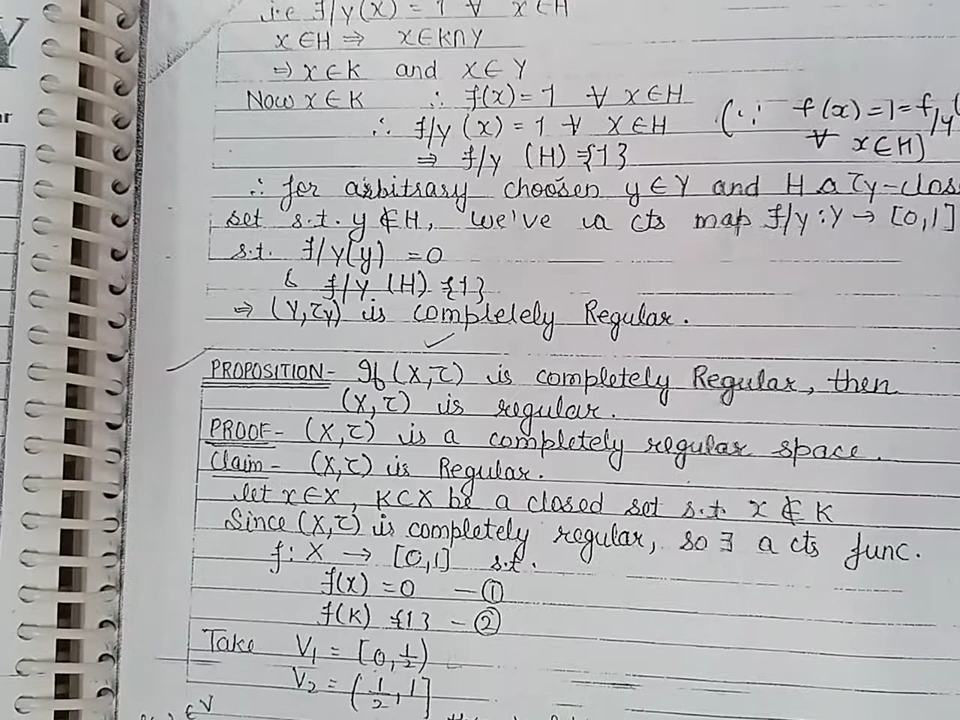 i.e f/Y(x) = 1 ∀ x∈H
x∈H ⇒ x∈K∩Y
⇒ x∈K and x∈Y
Now x∈K ∴ f(x)=1 ∀ x∈H
∴ f/Y (x) = 1 ∀ x∈H (∵ f(x)=1=f/Y(
∀ x∈H)
⇒ f/Y (H) ={1}
∴ for arbitrary choosen y∈Y and H a τY-clos
set s.t. y∉H, we've a cts map f/Y : Y → [0,1]
s.t. f/Y(y) = 0
& f/Y (H) = {1}
⇒ (Y,τY) is completely Regular.
PROPOSITION- If (X,τ) is completely Regular, then
(X,τ) is regular.
PROOF- (X,τ) is a completely regular space.
Claim- (X,τ) is Regular.
let x∈X, K⊂X be a closed set s.t. x∉K
Since (X,τ) is completely regular, so ∃ a cts func.
f: X → [0,1] s.t.
f(x) = 0 — ①
f(K) {1} — ②
Take V₁ = [0,½)
V₂ = (½,1]